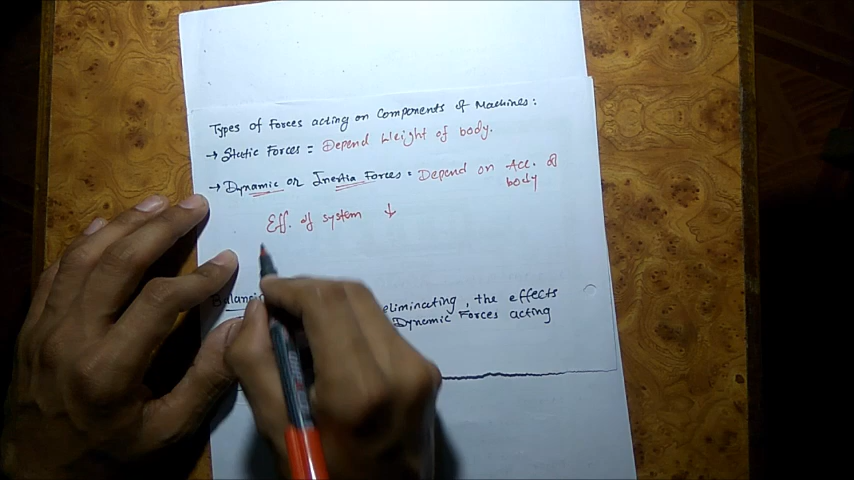 Types of Forces acting on Components of Machines:
→ Static Forces = Depend Weight of body.
→ Dynamic or Inertia Forces = Depend on Acc. of body
Eff. of system ↓
eliminating, the effects
Dynamic Forces acting